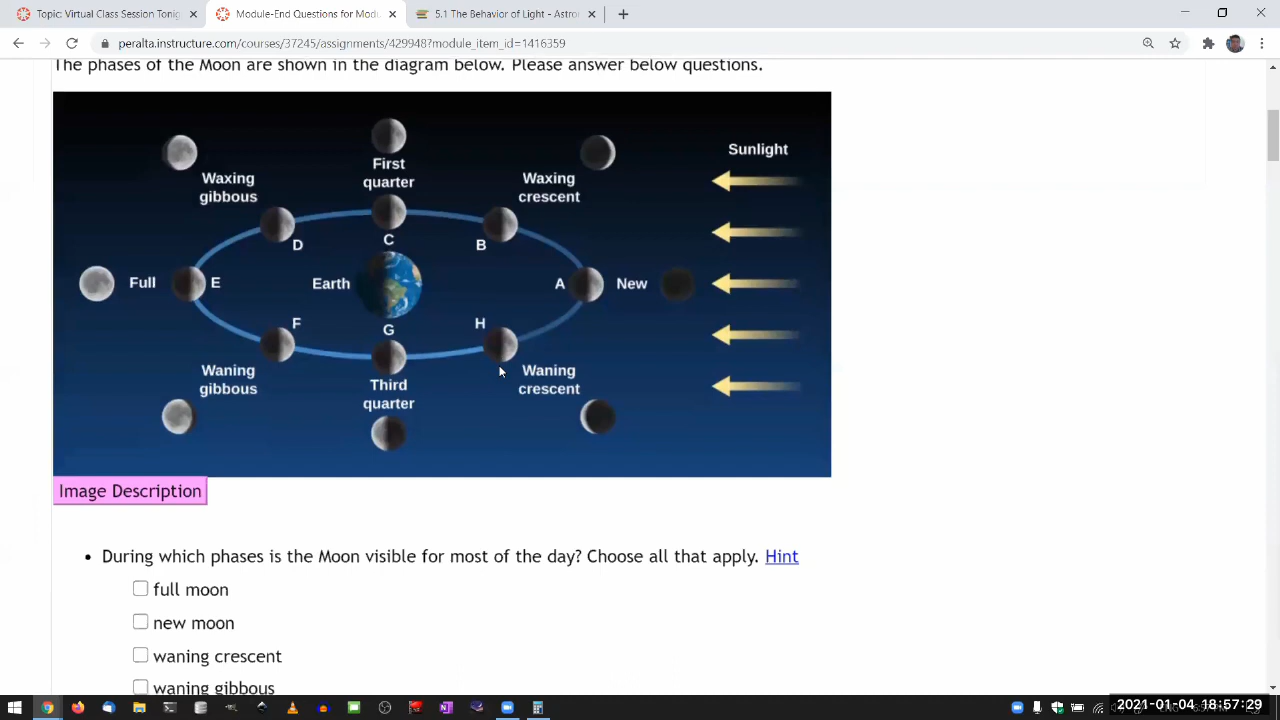 Topic: Virtual Class Session Tonig
Module-End Questions for Modu
5.1 The Behavior of Light - Astron
peralta.instructure.com/courses/37245/assignments/429948?module_item_id=1416359
The phases of the Moon are shown in the diagram below. Please answer below questions.
Sunlight
First
quarter
Waxing
gibbous
Waxing
crescent
D
C
B
Full
E
Earth
A
New
F
G
H
Waning
gibbous
Third
quarter
Waning
crescent
Image Description
• During which phases is the Moon visible for most of the day? Choose all that apply. Hint
full moon
new moon
waning crescent
waning gibbous
2021-01-04 18:57:29